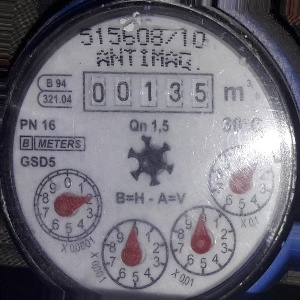 515608/10
ANTIMAG.
B 94
321.04
00135 m³
PN 16
Qn 1,5
30°C
B METERS
GSD5
B=H - A=V
X 0,0001
X 0,001
X 0,01
X 0,1